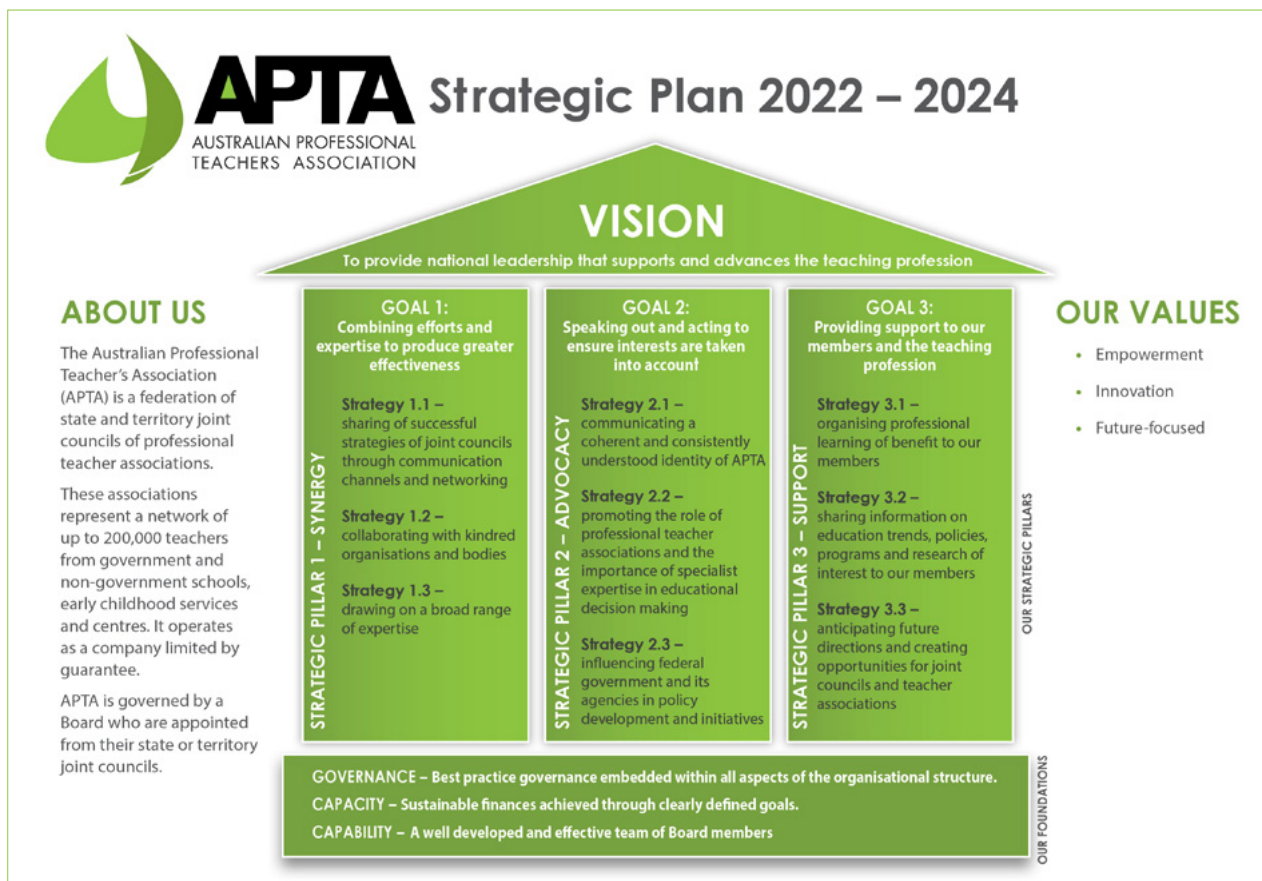 APTA
AUSTRALIAN PROFESSIONAL
TEACHERS ASSOCIATION
Strategic Plan 2022 – 2024
VISION
To provide national leadership that supports and advances the teaching profession
ABOUT US
The Australian Professional
Teacher's Association
(APTA) is a federation of
state and territory joint
councils of professional
teacher associations.
These associations
represent a network of
up to 200,000 teachers
from government and
non-government schools,
early childhood services
and centres. It operates
as a company limited by
guarantee.
APTA is governed by a
Board who are appointed
from their state or territory
joint councils.
STRATEGIC PILLAR 1 – SYNERGY
GOAL 1:
Combining efforts and
expertise to produce greater
effectiveness
Strategy 1.1 –
sharing of successful
strategies of joint councils
through communication
channels and networking
Strategy 1.2 –
collaborating with kindred
organisations and bodies
Strategy 1.3 –
drawing on a broad range
of expertise
STRATEGIC PILLAR 2 – ADVOCACY
GOAL 2:
Speaking out and acting to
ensure interests are taken
into account
Strategy 2.1 –
communicating a
coherent and consistently
understood identity of APTA
Strategy 2.2 –
promoting the role of
professional teacher
associations and the
importance of specialist
expertise in educational
decision making
Strategy 2.3 –
influencing federal
government and its
agencies in policy
development and initiatives
STRATEGIC PILLAR 3 – SUPPORT
GOAL 3:
Providing support to our
members and the teaching
profession
Strategy 3.1 –
organising professional
learning of benefit to our
members
Strategy 3.2 –
sharing information on
education trends, policies,
programs and research of
interest to our members
Strategy 3.3 –
anticipating future
directions and creating
opportunities for joint
councils and teacher
associations
OUR STRATEGIC PILLARS
OUR VALUES
• Empowerment
• Innovation
• Future-focused
GOVERNANCE – Best practice governance embedded within all aspects of the organisational structure.
CAPACITY – Sustainable finances achieved through clearly defined goals.
CAPABILITY – A well developed and effective team of Board members
OUR FOUNDATIONS